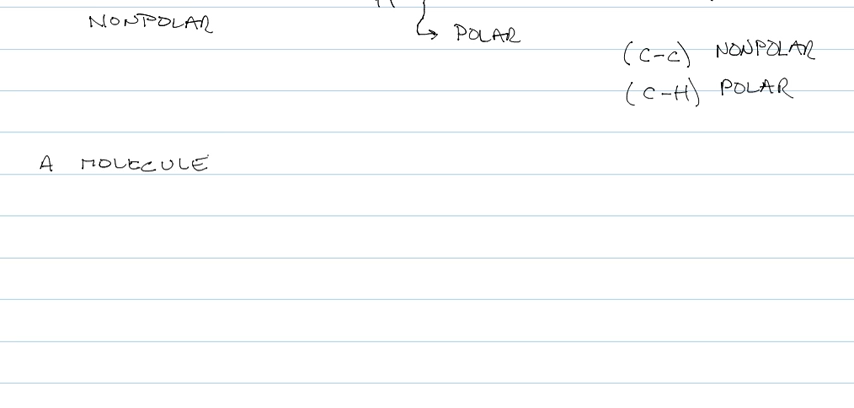 NONPOLAR
POLAR
(C-C) NONPOLAR
(C-H) POLAR
A MOLECULE